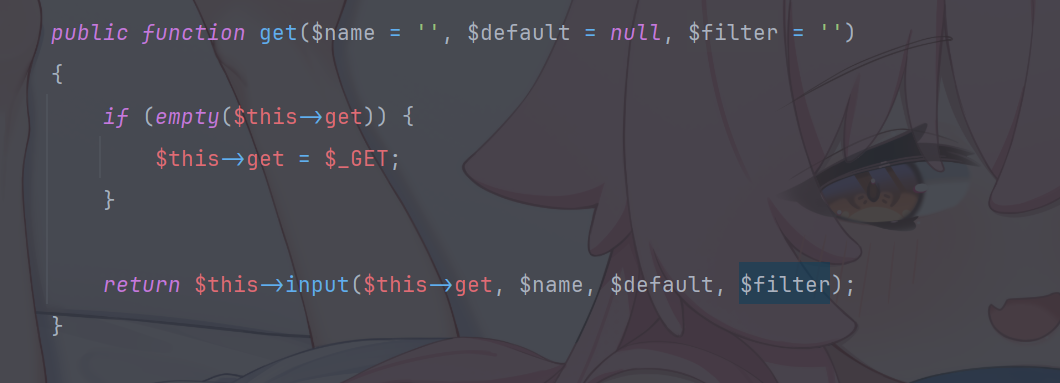 public function get($name = '', $default = null, $filter = '')
{
    if (empty($this->get)) {
        $this->get = $_GET;
    }
    return $this->input($this->get, $name, $default, $filter);
}